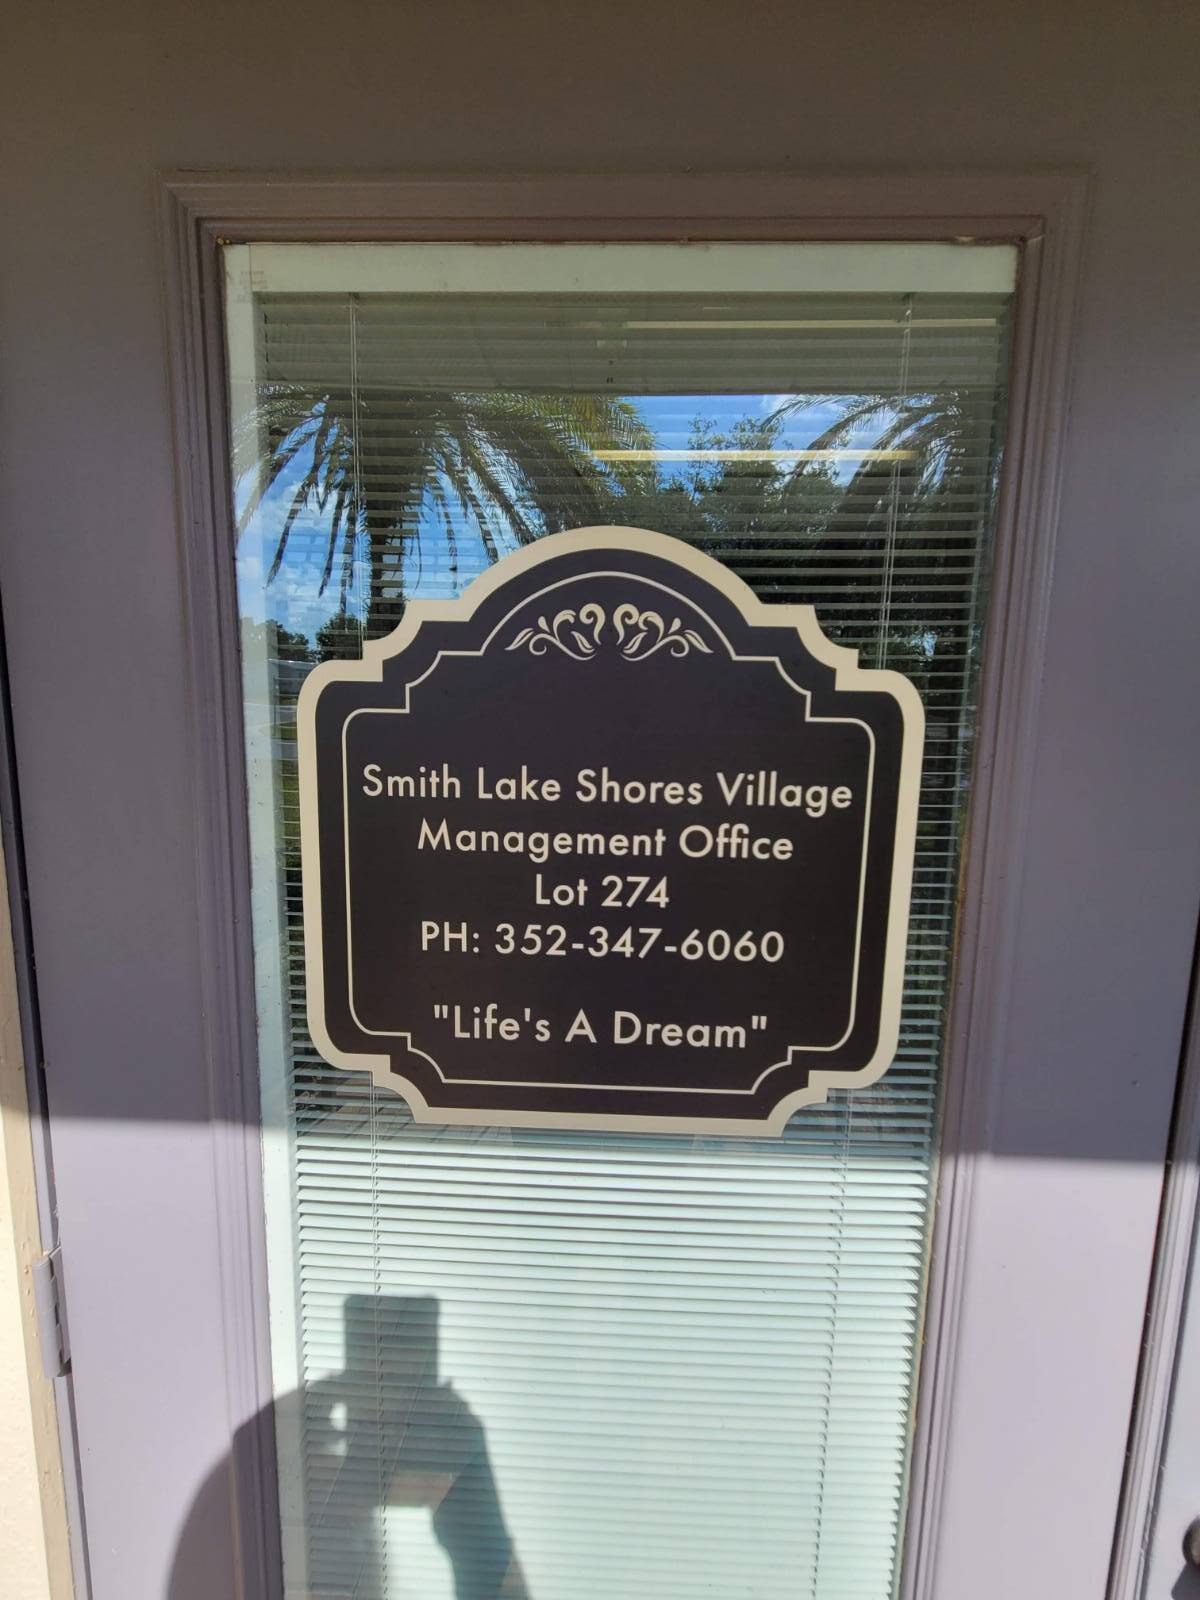 Smith Lake Shores Village
Management Office
Lot 274
PH: 352-347-6060
"Life's A Dream"